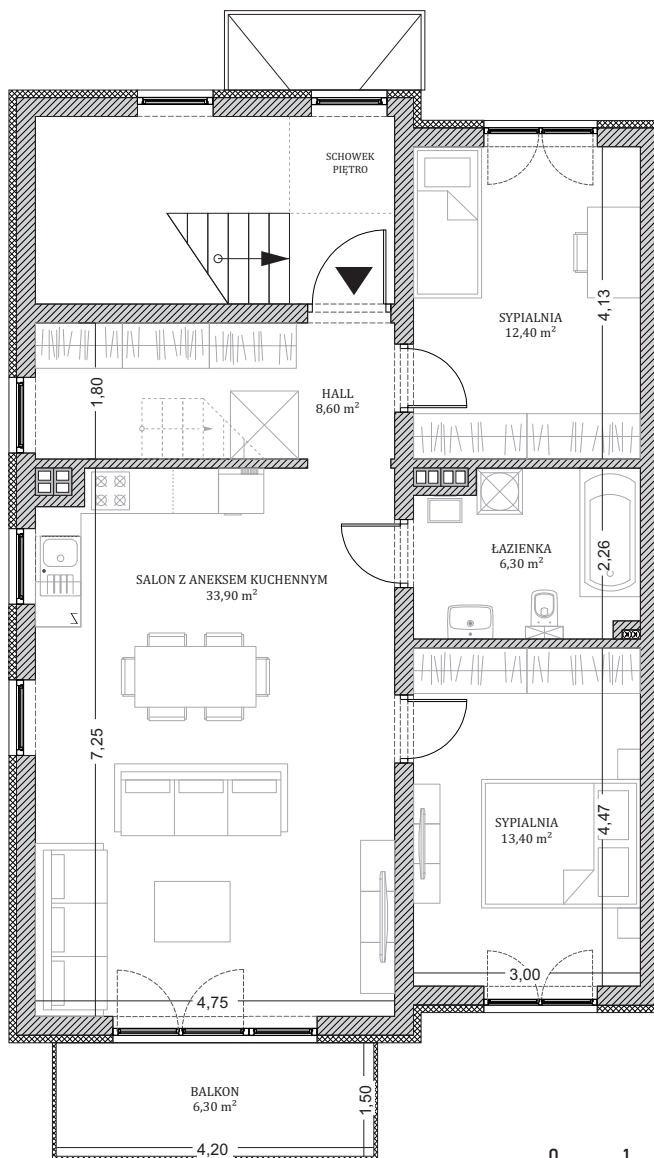 SCHOWEK
PIĘTRO
SYPIALNIA
12,40 m²
4,13
1,80
HALL
8,60 m²
ŁAZIENKA
6,30 m²
2,26
SALON Z ANEKSEM KUCHENNYM
33,90 m²
7,25
SYPIALNIA
13,40 m²
4,47
3,00
4,75
BALKON
6,30 m²
1,50
4,20
0 1